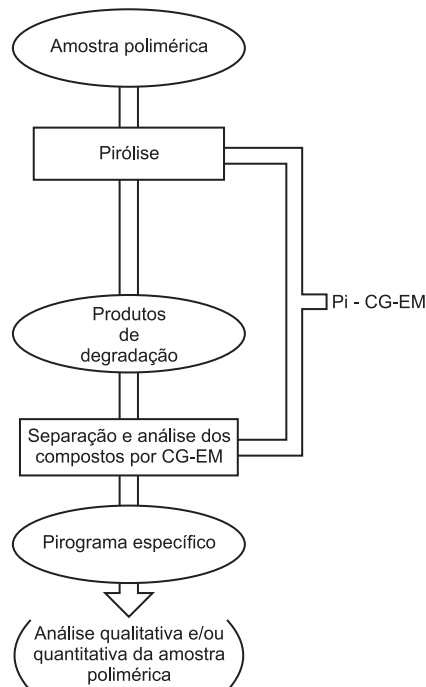 Amostra polimérica
Pirólise
Pi - CG-EM
Produtos
de
degradação
Separação e análise dos
compostos por CG-EM
Pirograma específico
Análise qualitativa e/ou
quantitativa da amostra
polimérica